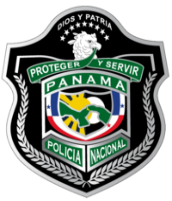 DIOS Y PATRIA
PROTEGER Y SERVIR
PANAMA
POLICIA NACIONAL